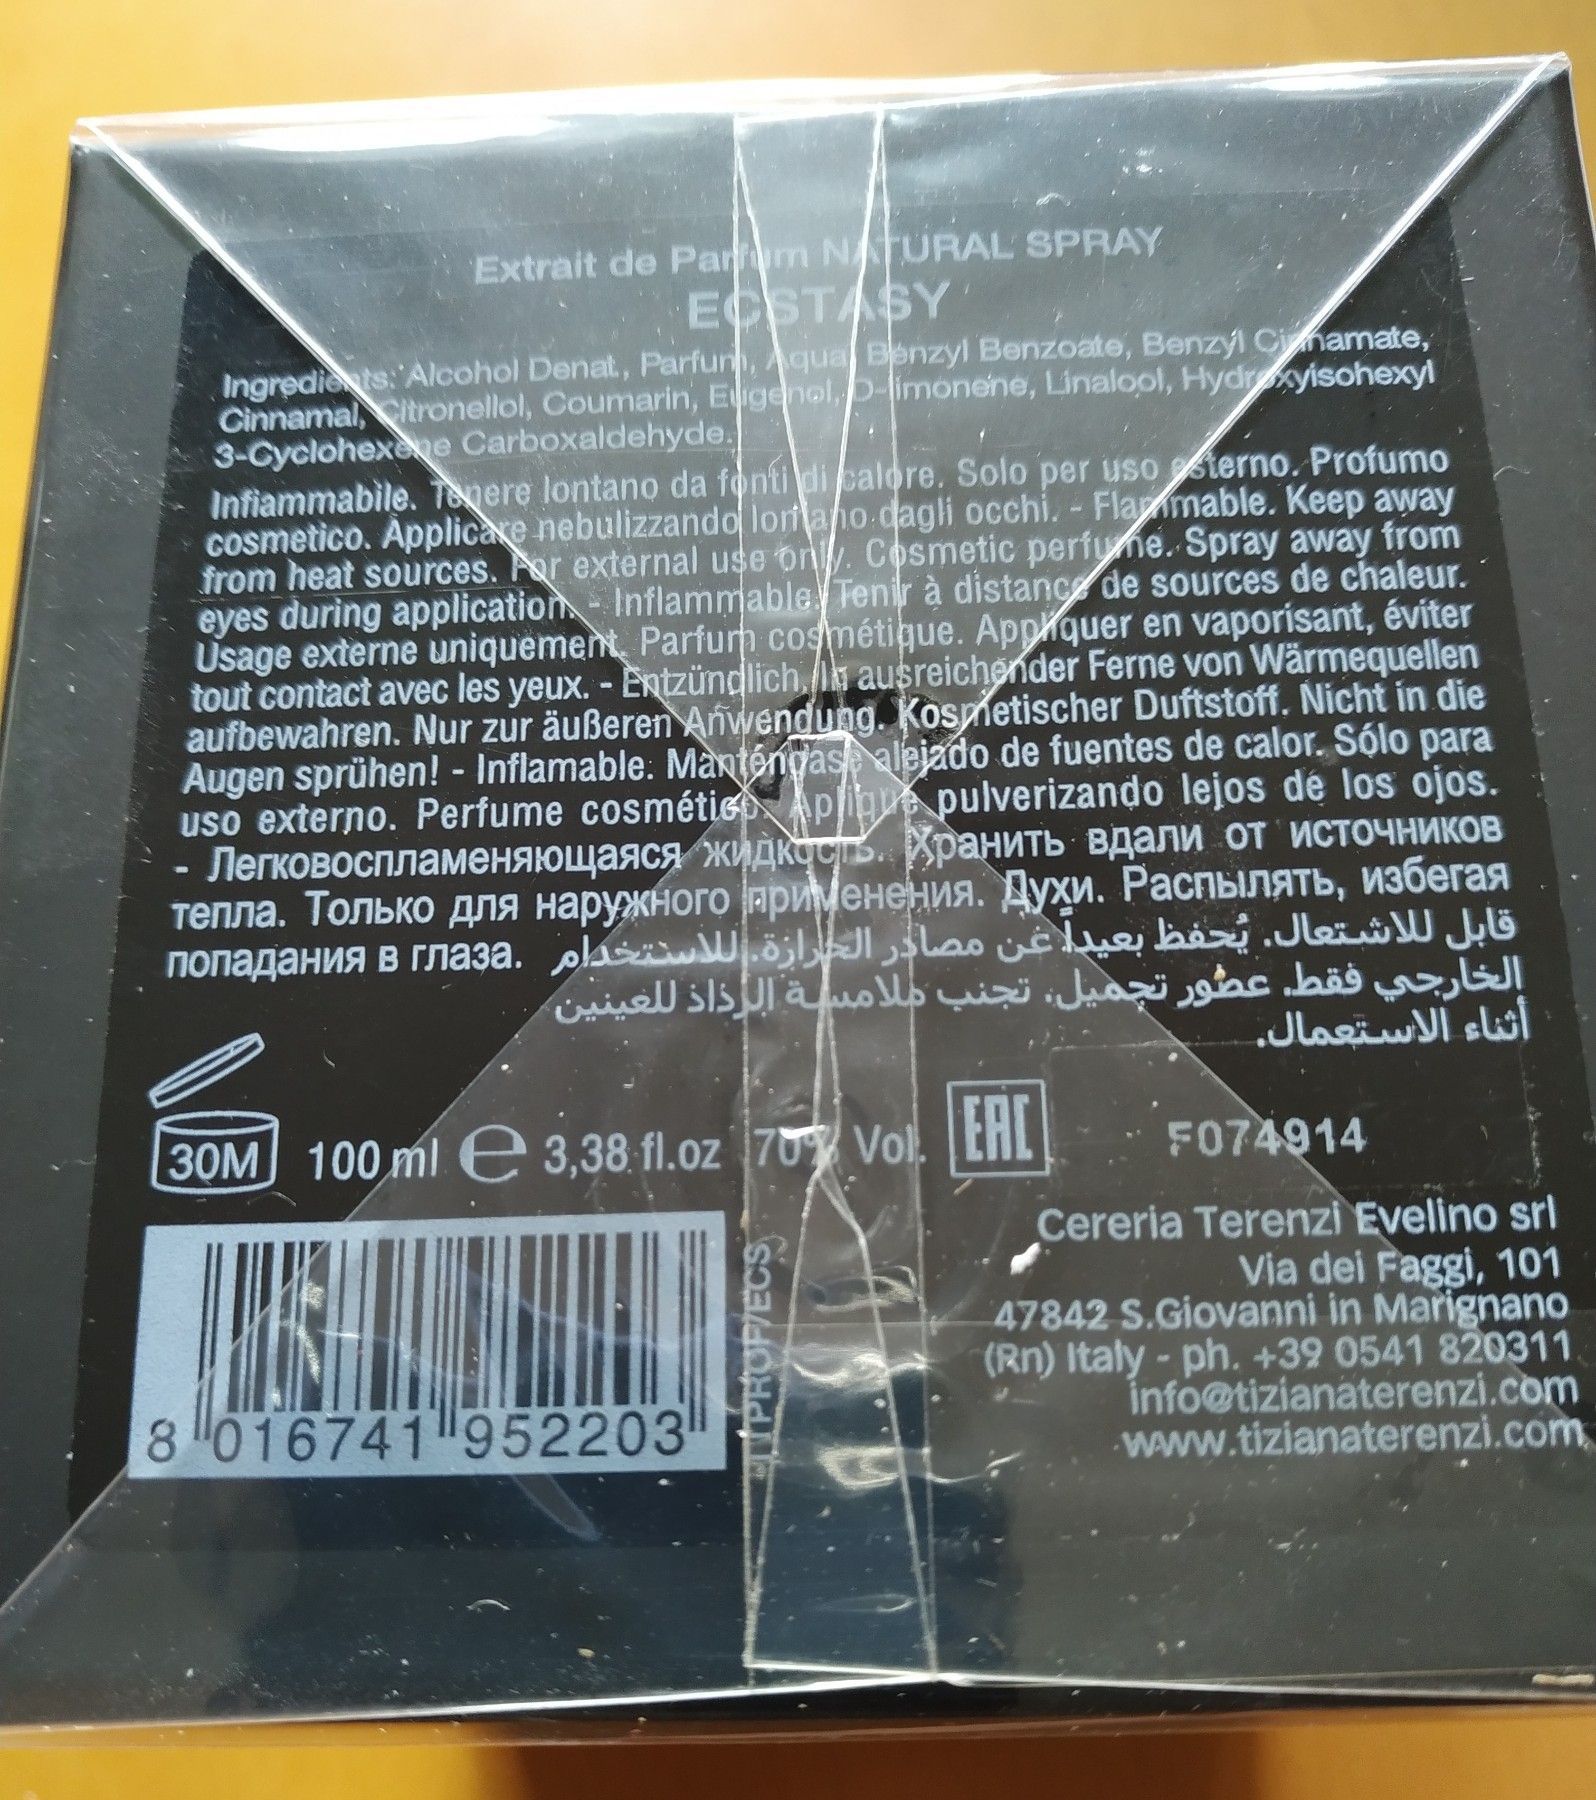 Extrait de Parfum NATURAL SPRAY
ECSTASY
Ingredients: Alcohol Denat., Parfum, Aqua, Benzyl Benzoate, Benzyl Cinnamate,
Cinnamal, Citronellol, Coumarin, Eugenol, D-limonene, Linalool, Hydroxyisohexyl
3-Cyclohexene Carboxaldehyde.
Infiammabile. Tenere lontano da fonti di calore. Solo per uso esterno. Profumo
cosmetico. Applicare nebulizzando lontano dagli occhi. - Flammable. Keep away
from heat sources. For external use only. Cosmetic perfume. Spray away from
eyes during application. - Inflammable. Tenir à distance de sources de chaleur.
Usage externe uniquement. Parfum cosmétique. Appliquer en vaporisant, éviter
tout contact avec les yeux. - Entzündlich. In ausreichender Ferne von Wärmequellen
aufbewahren. Nur zur äußeren Anwendung. Kosmetischer Duftstoff. Nicht in die
Augen sprühen! - Inflamable. Manténgase alejado de fuentes de calor. Sólo para
uso externo. Perfume cosmético. Aplique pulverizando lejos de los ojos.
- Легковоспламеняющаяся жидкость. Хранить вдали от источников
тепла. Только для наружного применения. Духи. Распылять, избегая
попадания в глаза. قابل للاشتعال. يُحفظ بعيداً عن مصادر الحرارة. للاستخدام
الخارجي فقط. عطور تجميل. تجنب ملامسة الرذاذ للعينين
أثناء الاستعمال.
30M 100 ml e 3,38 fl.oz 70% Vol. EAC F074914
Cereria Terenzi Evelino srl
Via dei Faggi, 101
47842 S.Giovanni in Marignano
(Rn) Italy - ph. +39 0541 820311
info@tizianaterenzi.com
www.tizianaterenzi.com
8 016741 952203